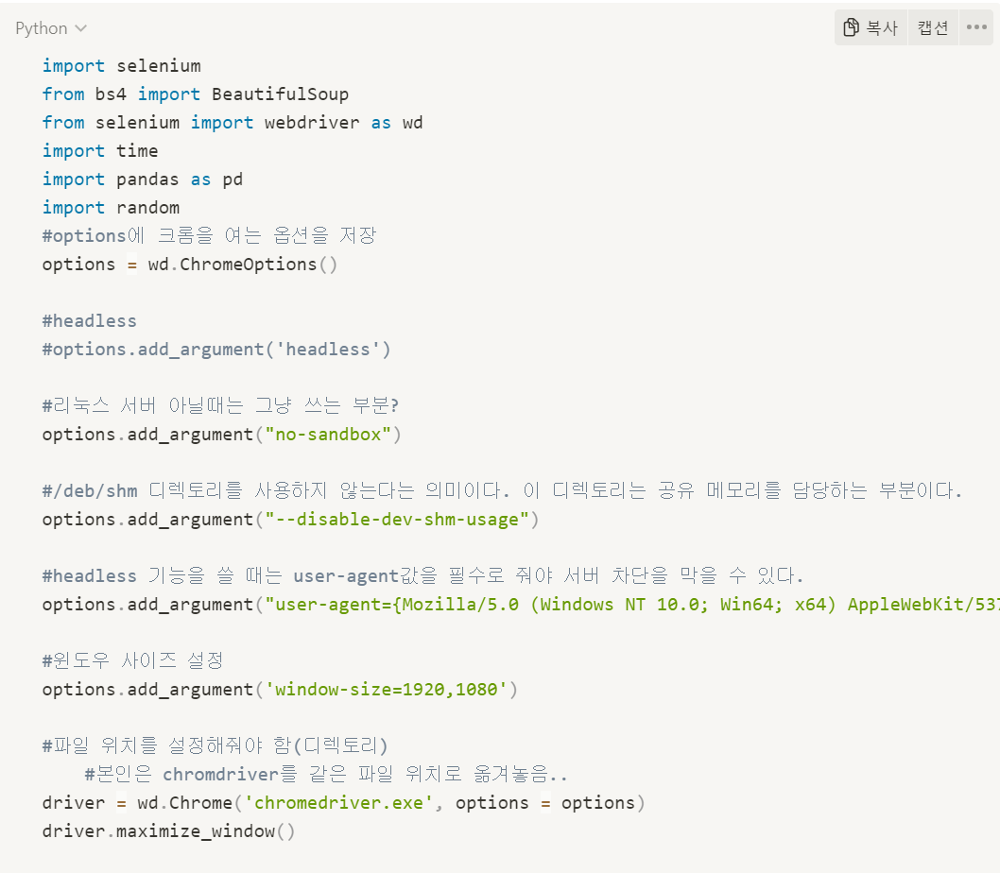 Python
복사 캡션
import selenium
from bs4 import BeautifulSoup
from selenium import webdriver as wd
import time
import pandas as pd
import random
#options에 크롬을 여는 옵션을 저장
options = wd.ChromeOptions()
#headless
#options.add_argument('headless')
#리눅스 서버 아닐때는 그냥 쓰는 부분?
options.add_argument("no-sandbox")
#/deb/shm 디렉토리를 사용하지 않는다는 의미이다. 이 디렉토리는 공유 메모리를 담당하는 부분이다.
options.add_argument("--disable-dev-shm-usage")
#headless 기능을 쓸 때는 user-agent값을 필수로 줘야 서버 차단을 막을 수 있다.
options.add_argument("user-agent={Mozilla/5.0 (Windows NT 10.0; Win64; x64) AppleWebKit/537
#윈도우 사이즈 설정
options.add_argument('window-size=1920,1080')
#파일 위치를 설정해줘야 함(디렉토리)
#본인은 chromdriver를 같은 파일 위치로 옮겨놓음..
driver = wd.Chrome('chromedriver.exe', options = options)
driver.maximize_window()